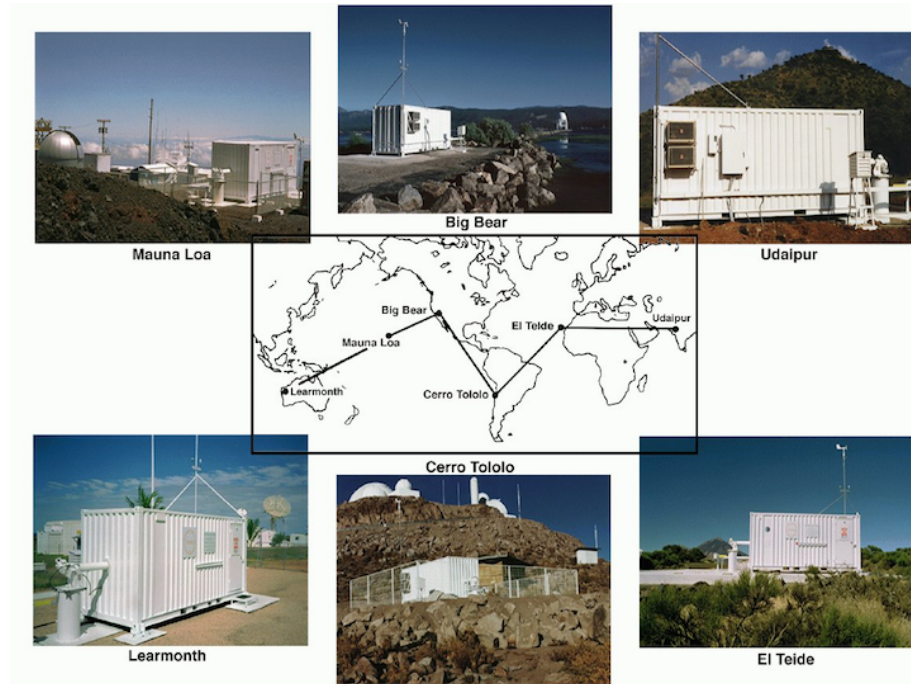 Big Bear
Mauna Loa
Udaipur
Big Bear
Mauna Loa
Learmonth
El Teide
Udaipur
Cerro Tololo
Cerro Tololo
Learmonth
El Teide